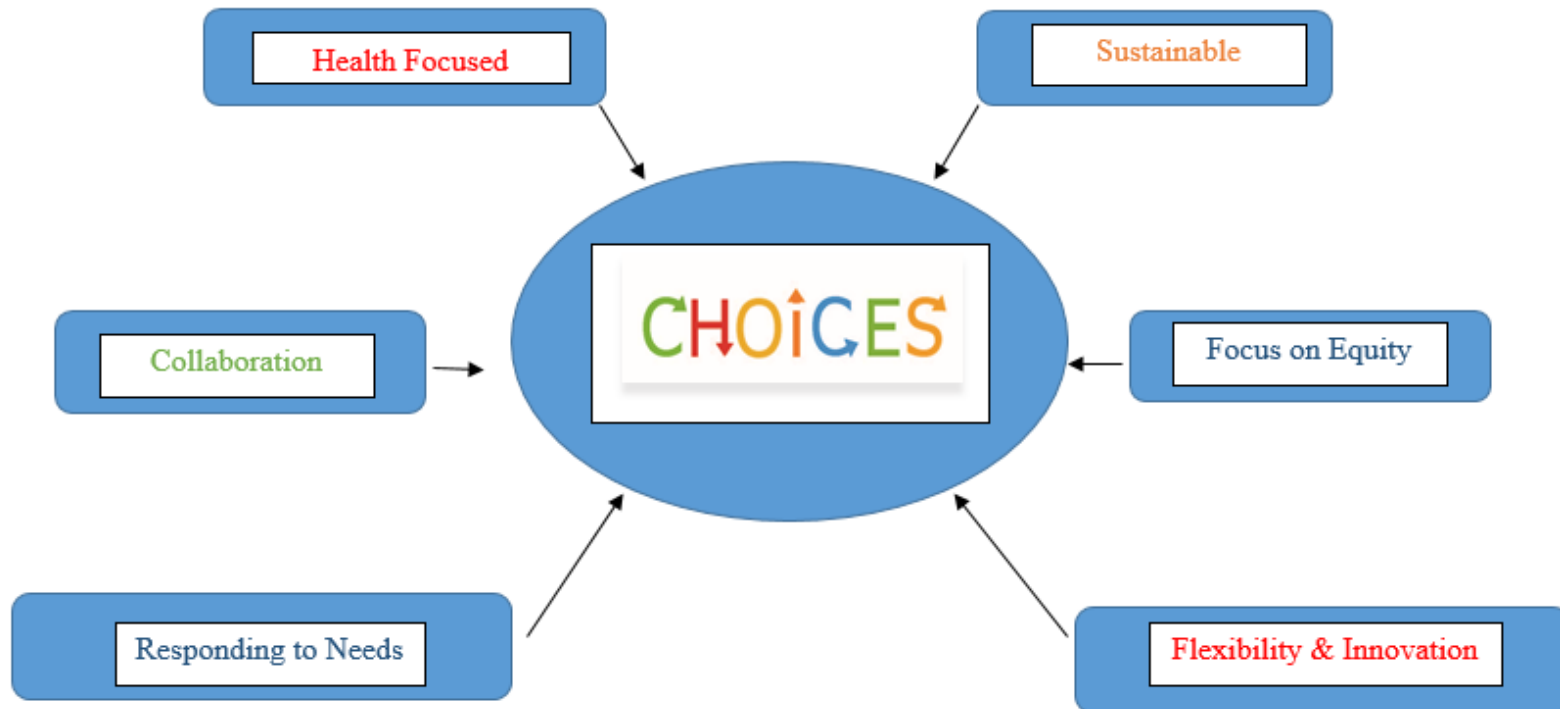 Health Focused
Sustainable
CHOiCES
Collaboration
Focus on Equity
Responding to Needs
Flexibility & Innovation